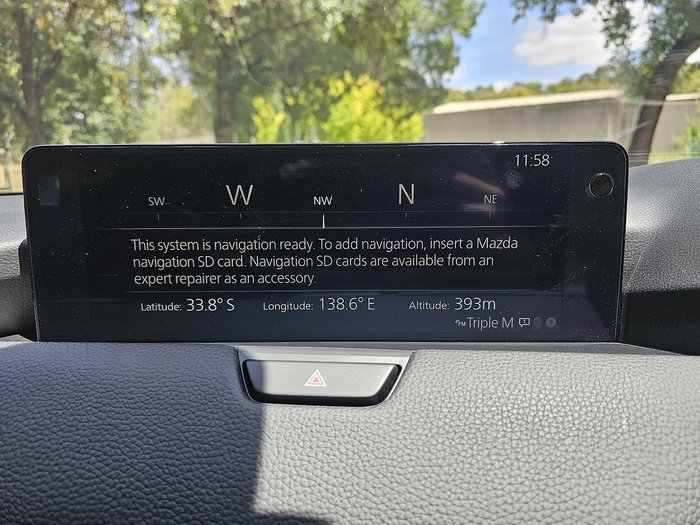 11:58
SW W NW N NE
This system is navigation ready. To add navigation, insert a Mazda
navigation SD card. Navigation SD cards are available from an
expert repairer as an accessory.
Latitude: 33.8° S Longitude: 138.6° E Altitude: 393m
FM Triple M